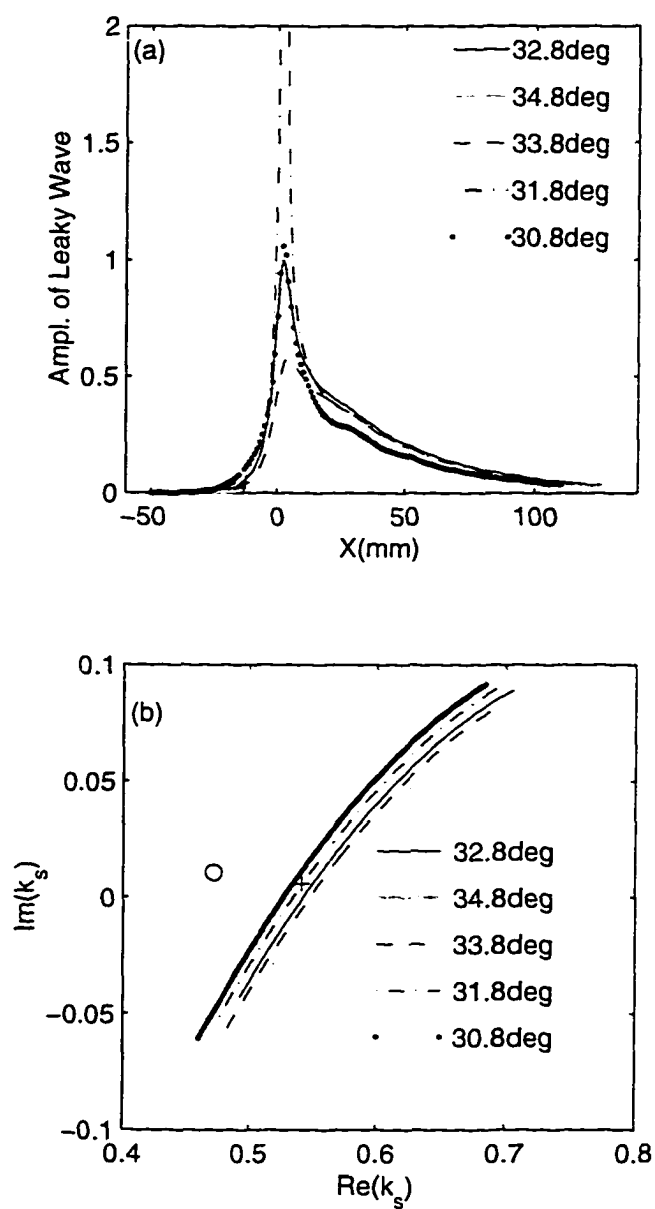 (a)
2
1.5
1
0.5
0
Ampl. of Leaky Wave
32.8deg
34.8deg
33.8deg
31.8deg
30.8deg
−50 0 50 100
X(mm)
(b)
0.1
0.05
0
−0.05
−0.1
Im(k_s)
32.8deg
34.8deg
33.8deg
31.8deg
30.8deg
0.4 0.5 0.6 0.7 0.8
Re(k_s)